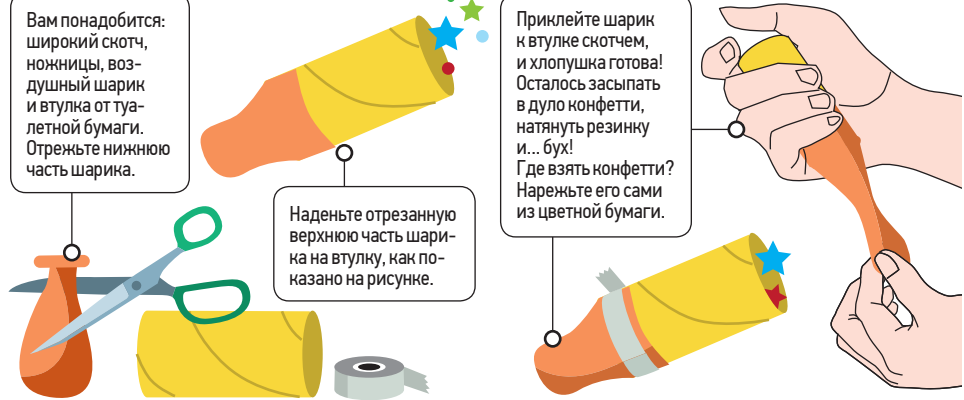 Вам понадобится:
широкий скотч,
ножницы, воз-
душный шарик
и втулка от туа-
летной бумаги.
Отрежьте нижнюю
часть шарика.
Наденьте отрезанную
верхнюю часть шари-
ка на втулку, как по-
казано на рисунке.
Приклейте шарик
к втулке скотчем,
и хлопушка готова!
Осталось засыпать
в дуло конфетти,
натянуть резинку
и... бух!
Где взять конфетти?
Нарежьте его сами
из цветной бумаги.